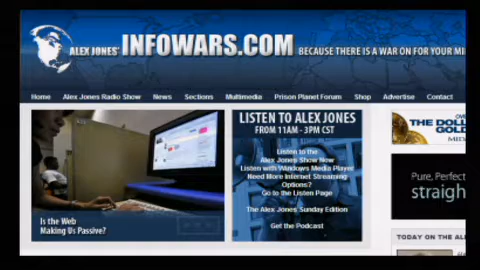 ALEX JONES' INFOWARS.COM BECAUSE THERE IS A WAR ON FOR YOUR MI
Home Alex Jones Radio Show News Sections Multimedia Prison Planet Forum Shop Advertise Contact
Is the Web
Making Us Passive?
LISTEN TO ALEX JONES
FROM 11AM - 3PM CST
Listen to the
Alex Jones Show Now
Listen with Windows Media Player
Need More Internet Streaming
Options?
Go to the Listen Page
The Alex Jones Sunday Edition
Get the Podcast
THE DOLL
GOL
MID
Pure, Perfect
straigh
TODAY ON THE AL